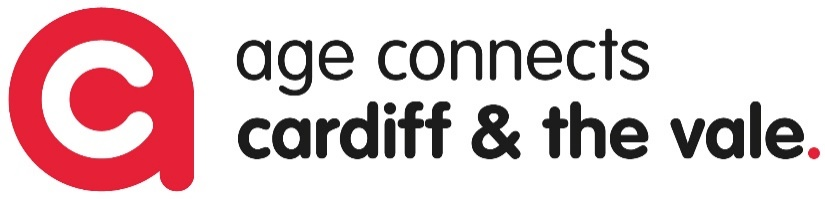 age connects
cardiff & the vale.